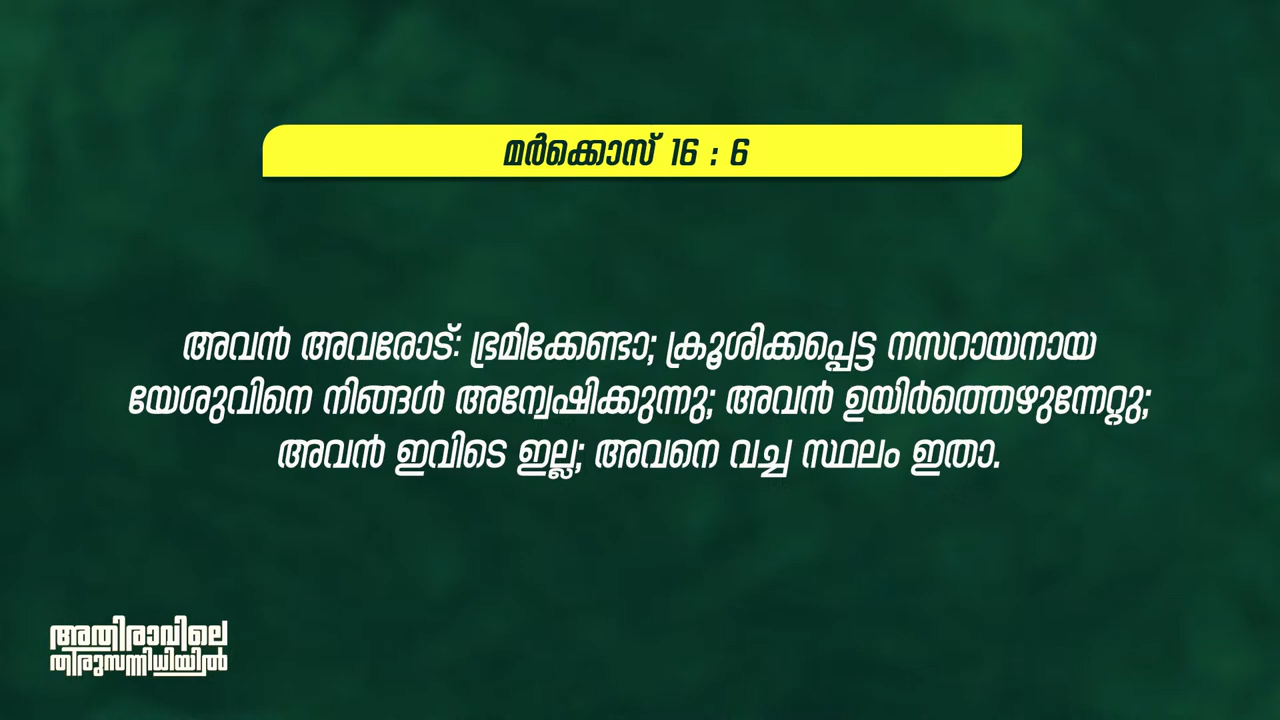 മർക്കൊസ് 16 : 6
അവൻ അവരോട്: ഭ്രമിക്കേണ്ടാ; ക്രൂശിക്കപ്പെട്ട നസറായനായ
യേശുവിനെ നിങ്ങൾ അന്വേഷിക്കുന്നു; അവൻ ഉയിർത്തെഴുന്നേറ്റു;
അവൻ ഇവിടെ ഇല്ല; അവനെ വച്ച സ്ഥലം ഇതാ.
അതിരാവിലെ
തിരുസന്നിധിയിൽ